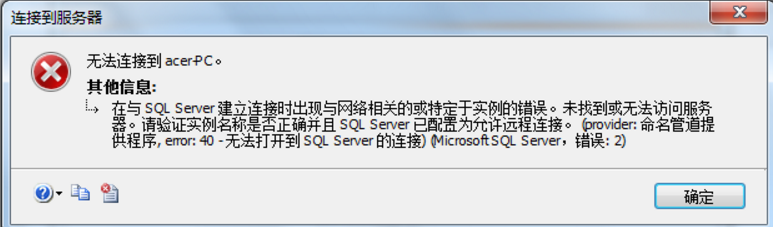 连接到服务器
无法连接到 acer-PC。
其他信息:
在与 SQL Server 建立连接时出现与网络相关的或特定于实例的错误。未找到或无法访问服务
器。请验证实例名称是否正确并且 SQL Server 已配置为允许远程连接。 (provider: 命名管道提
供程序, error: 40 - 无法打开到 SQL Server 的连接) (Microsoft SQL Server，错误: 2)
确定